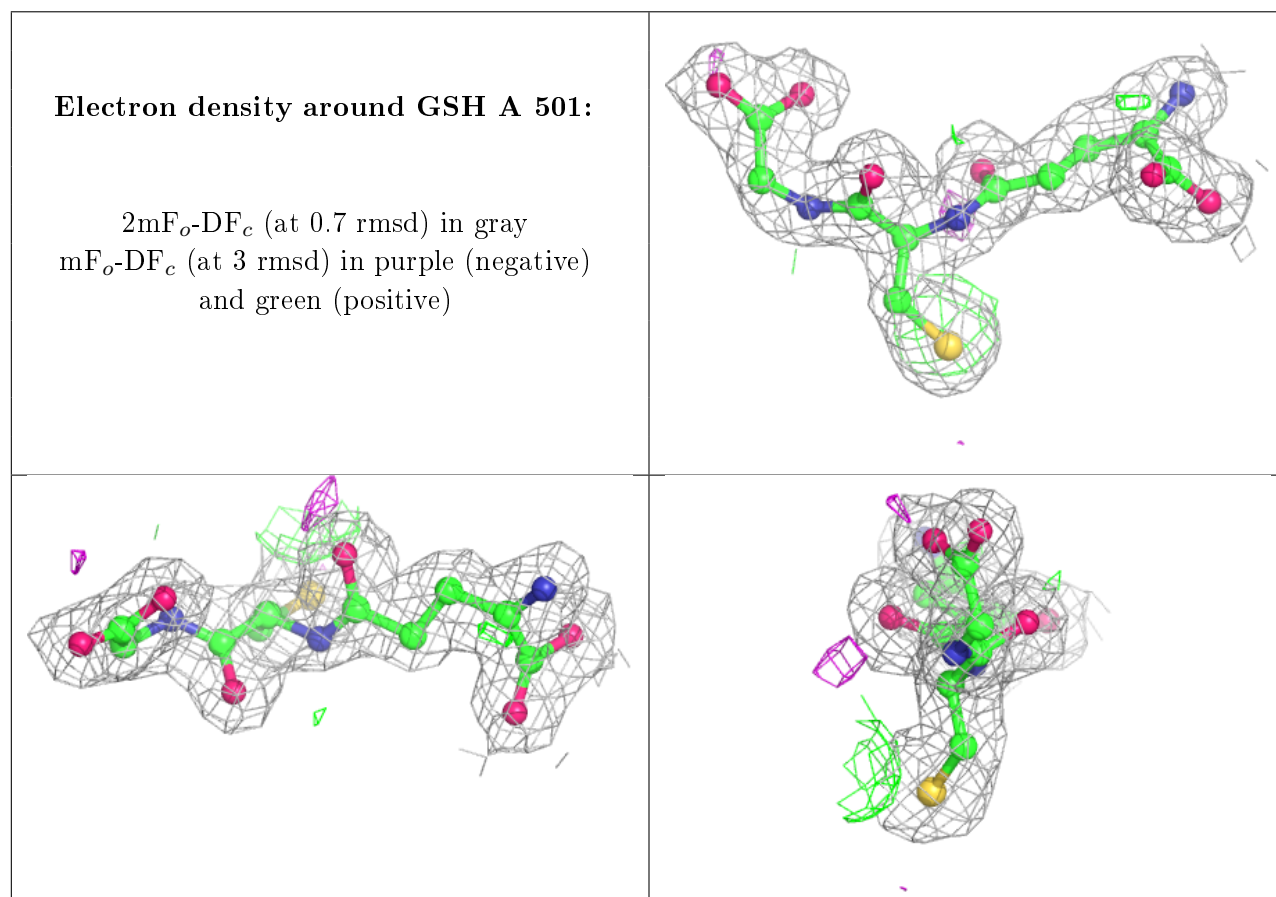 Electron density around GSH A 501:
2mFₒ-DF𝒸 (at 0.7 rmsd) in gray
mFₒ-DF𝒸 (at 3 rmsd) in purple (negative)
and green (positive)